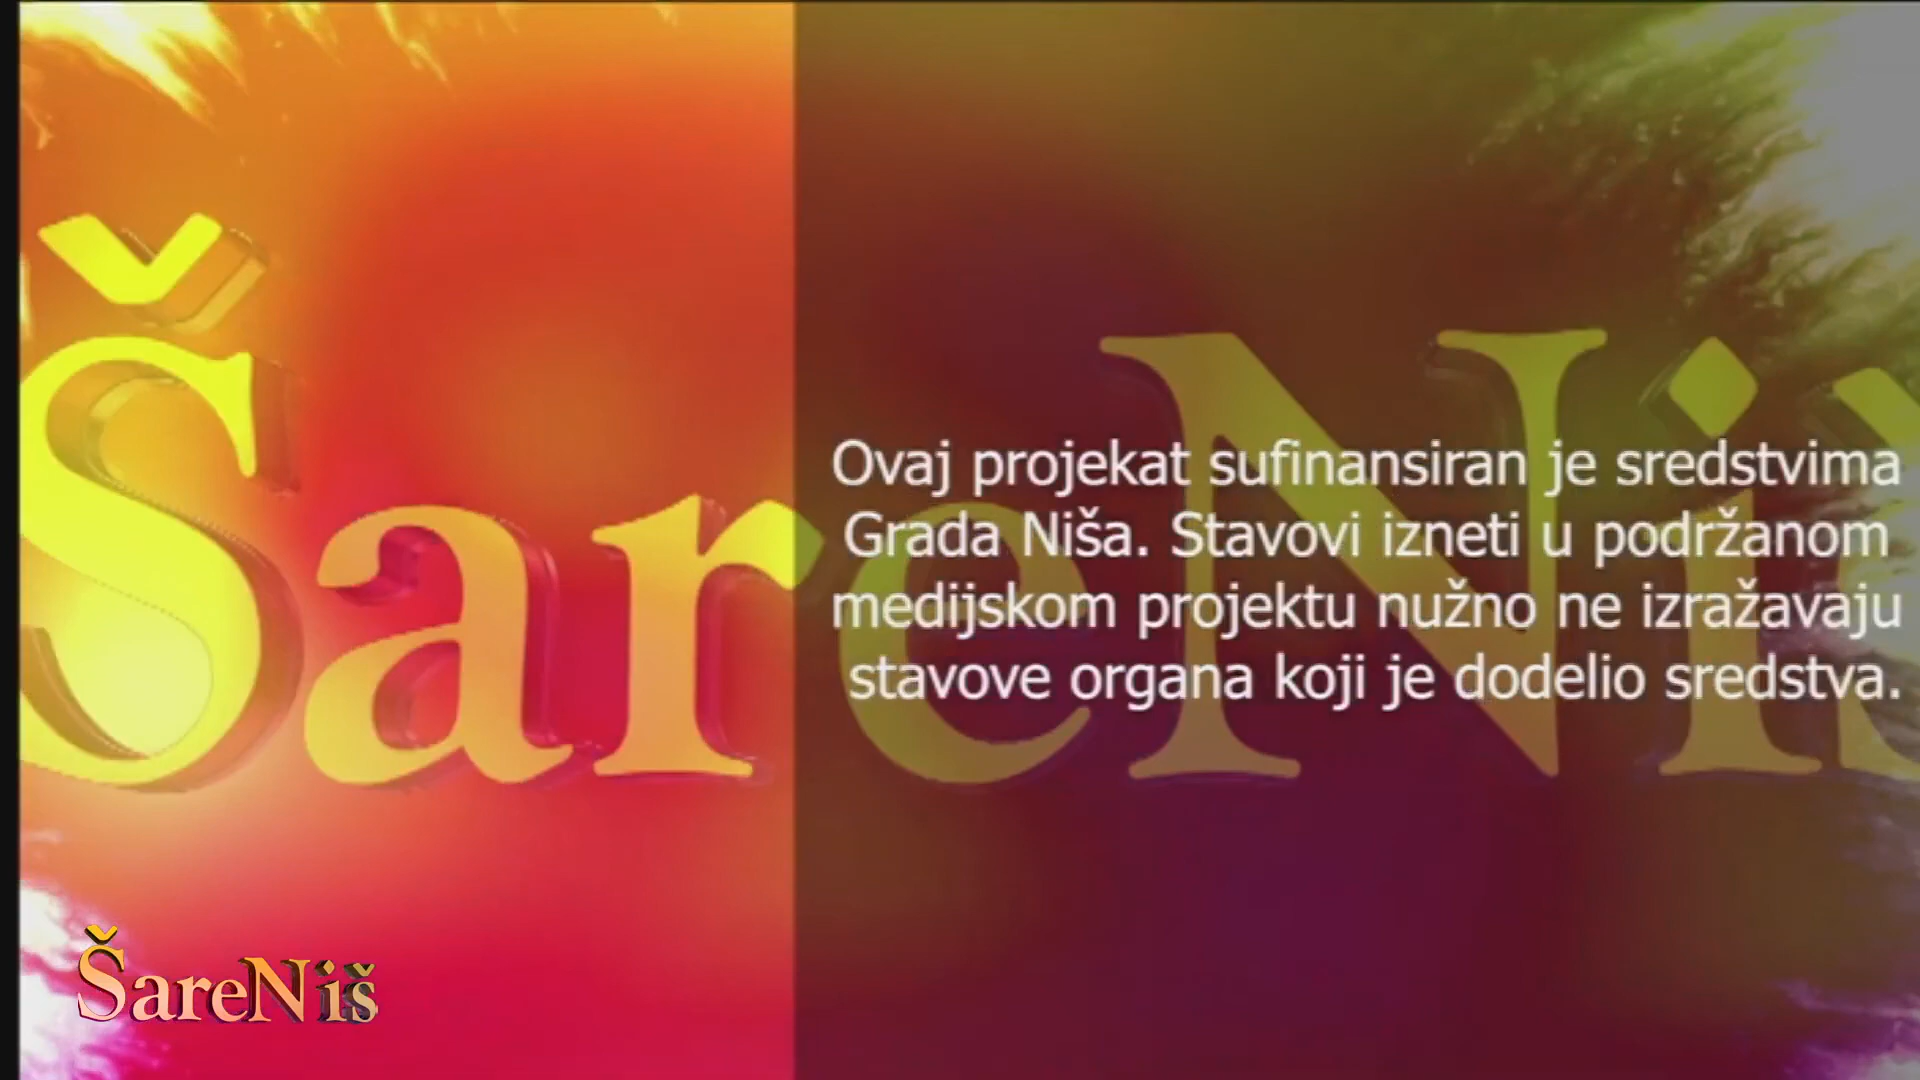 ŠareNiš
Ovaj projekat sufinansiran je sredstvima
Grada Niša. Stavovi izneti u podržanom
medijskom projektu nužno ne izražavaju
stavove organa koji je dodelio sredstva.
ŠareNiš